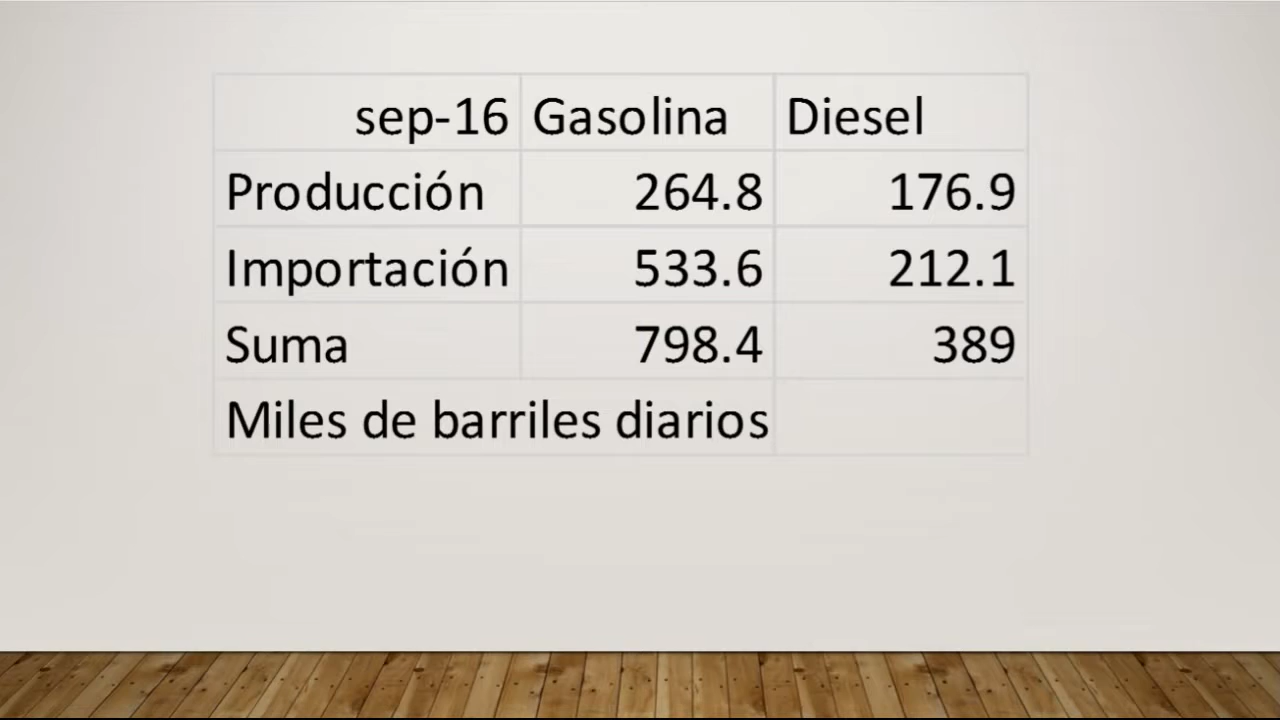 sep-16 Gasolina Diesel
Producción 264.8 176.9
Importación 533.6 212.1
Suma 798.4 389
Miles de barriles diarios